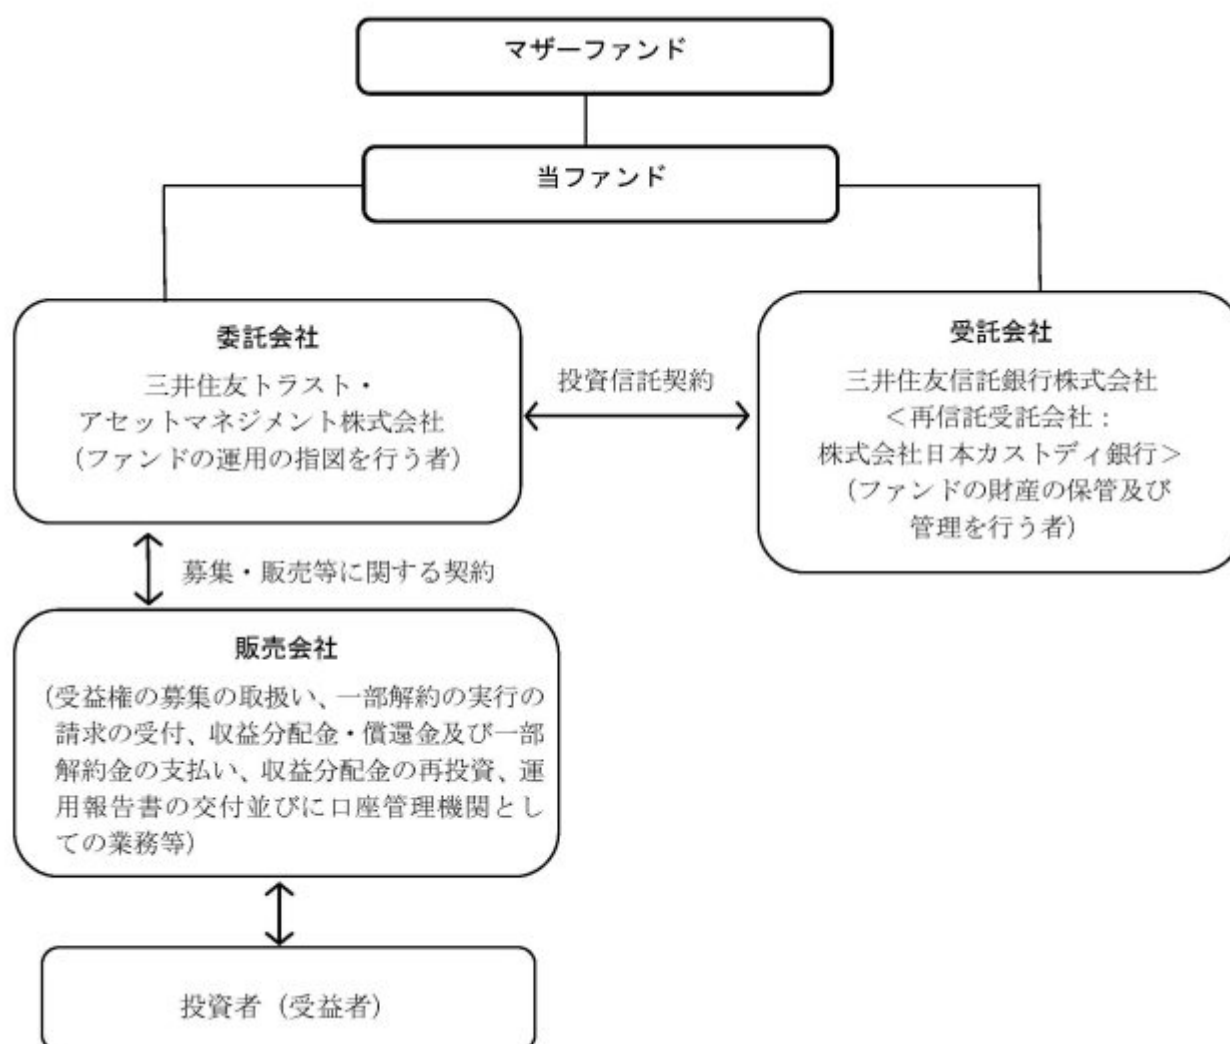 マザーファンド
当ファンド
委託会社
三井住友トラスト・
アセットマネジメント株式会社
(ファンドの運用の指図を行う者)
投資信託契約
受託会社
三井住友信託銀行株式会社
<再信託受託会社:
株式会社日本カストディ銀行>
(ファンドの財産の保管及び
管理を行う者)
募集・販売等に関する契約
販売会社
(受益権の募集の取扱い、一部解約の実行の
請求の受付、収益分配金・償還金及び一部
解約金の支払い、収益分配金の再投資、運
用報告書の交付並びに口座管理機関とし
ての業務等)
投資者(受益者)